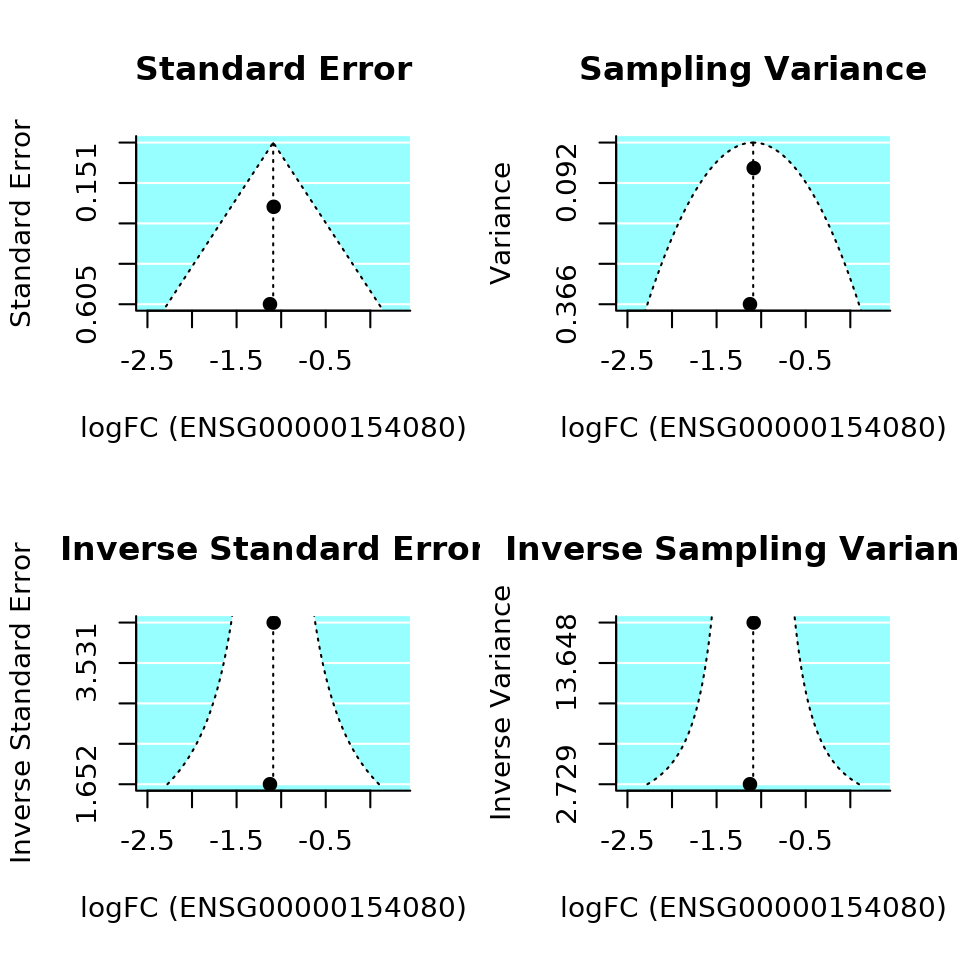 Standard Error
Standard Error
0.151
0.605
-2.5 -1.5 -0.5
logFC (ENSG00000154080)
Sampling Variance
Variance
0.092
0.366
-2.5 -1.5 -0.5
logFC (ENSG00000154080)
Inverse Standard Error
Inverse Standard Error
3.531
1.652
-2.5 -1.5 -0.5
logFC (ENSG00000154080)
Inverse Sampling Varian
Inverse Variance
13.648
2.729
-2.5 -1.5 -0.5
logFC (ENSG00000154080)